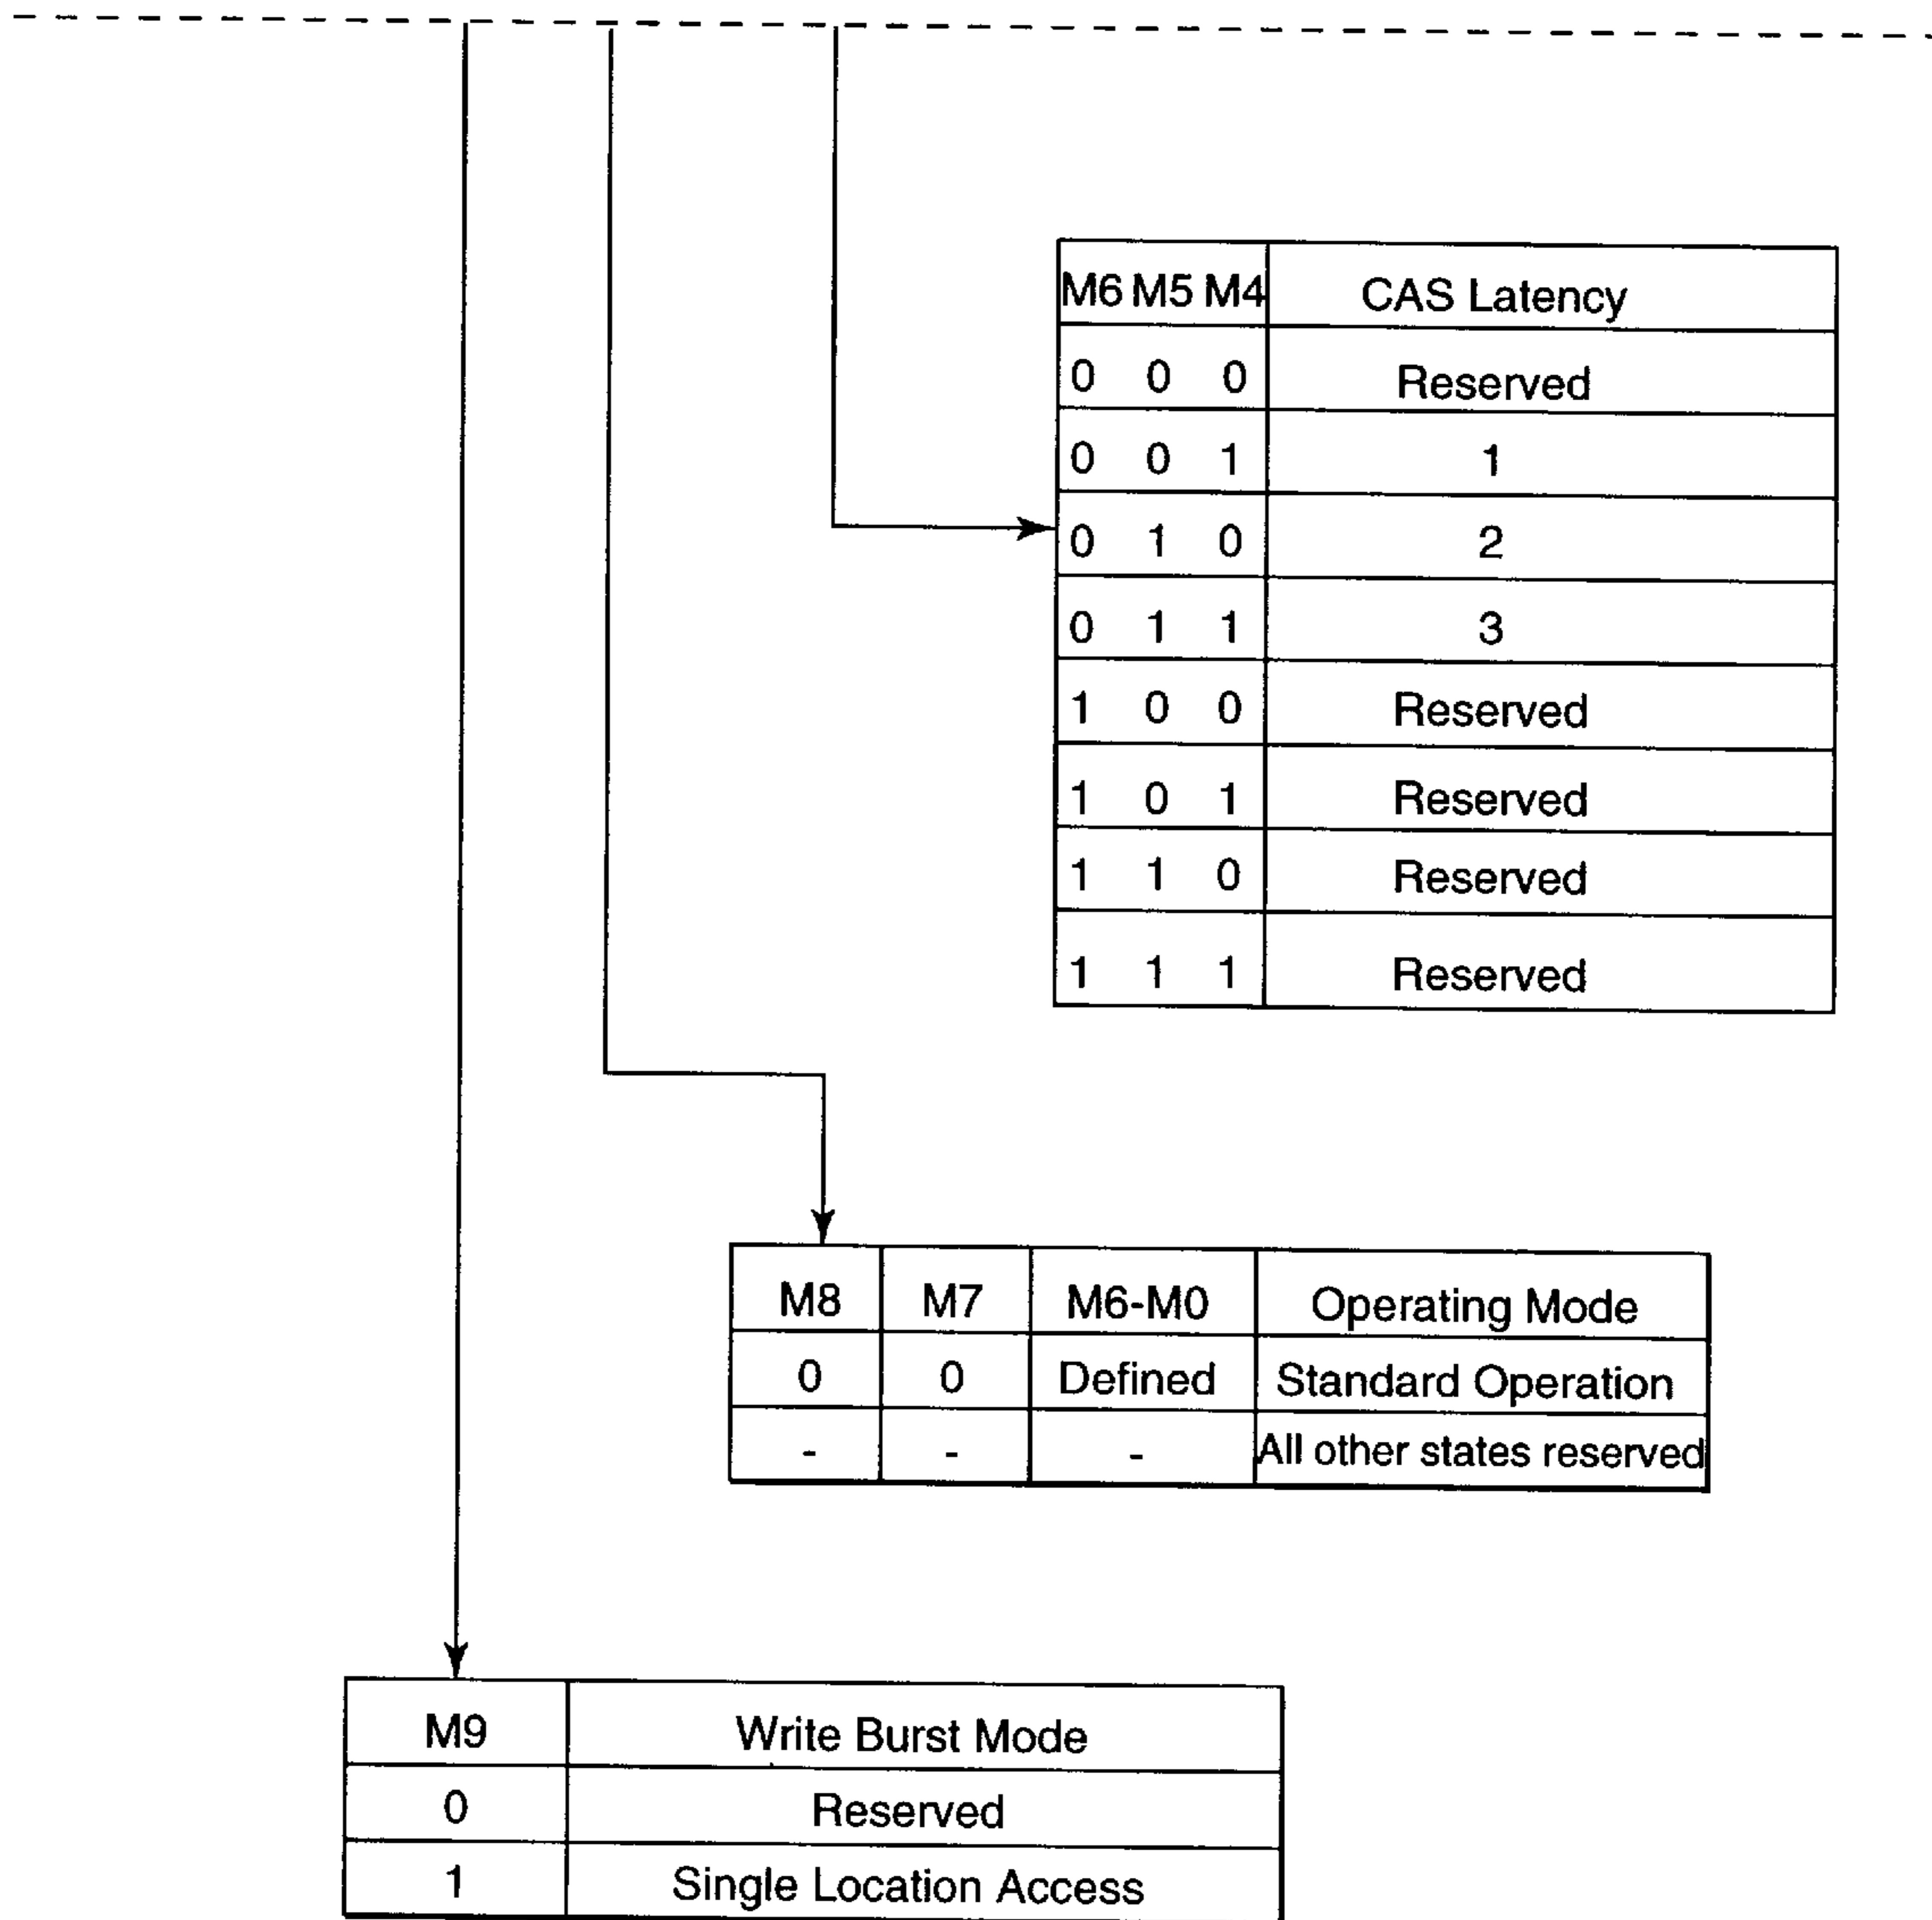 M6 M5 M4 CAS Latency
0 0 0 Reserved
0 0 1 1
0 1 0 2
0 1 1 3
1 0 0 Reserved
1 0 1 Reserved
1 1 0 Reserved
1 1 1 Reserved
M8 M7 M6-M0 Operating Mode
0 0 Defined Standard Operation
- - - All other states reserved
M9 Write Burst Mode
0 Reserved
1 Single Location Access